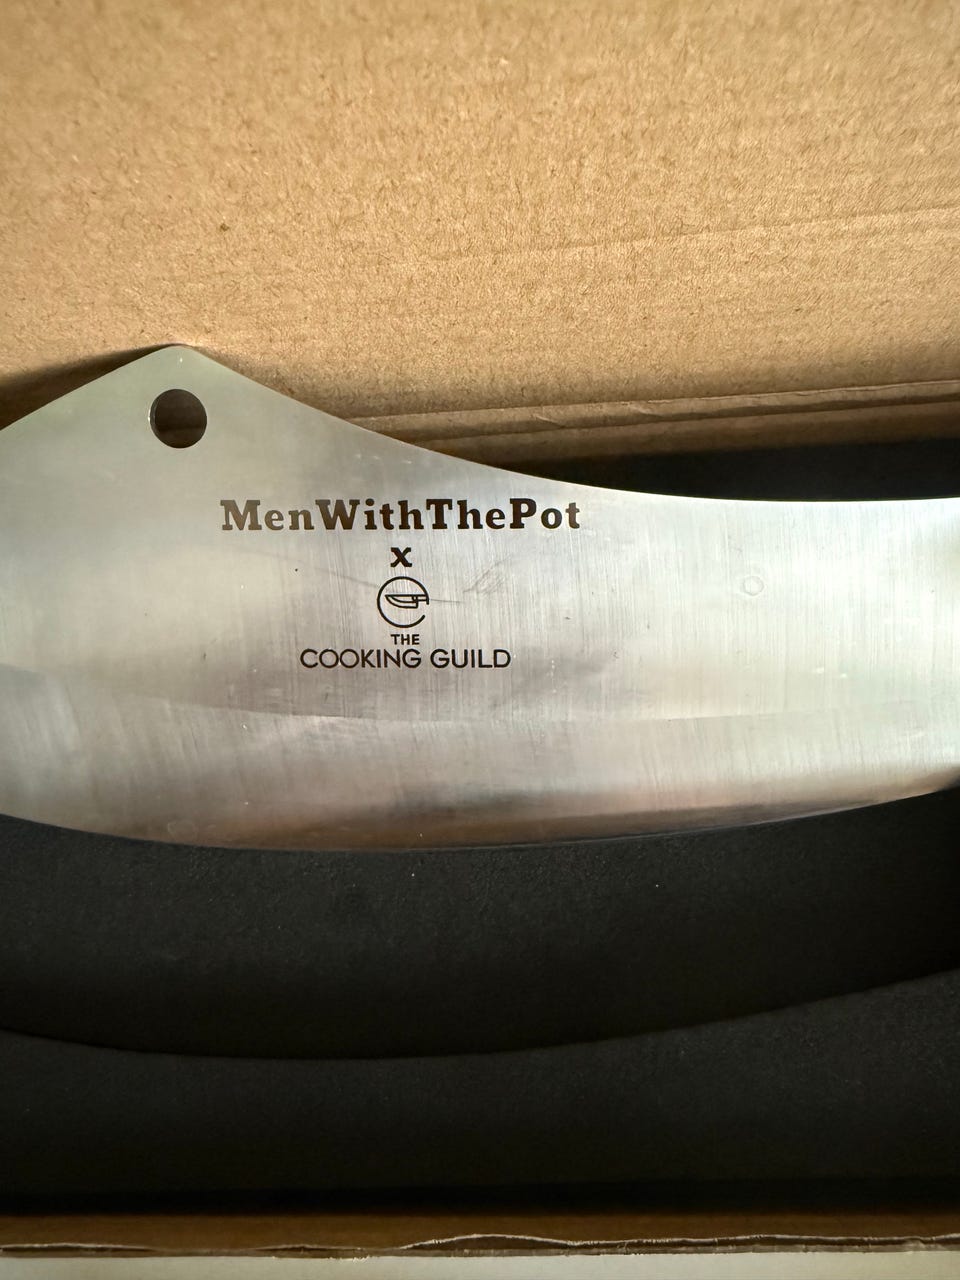 MenWithThePot
x
THE
COOKING GUILD